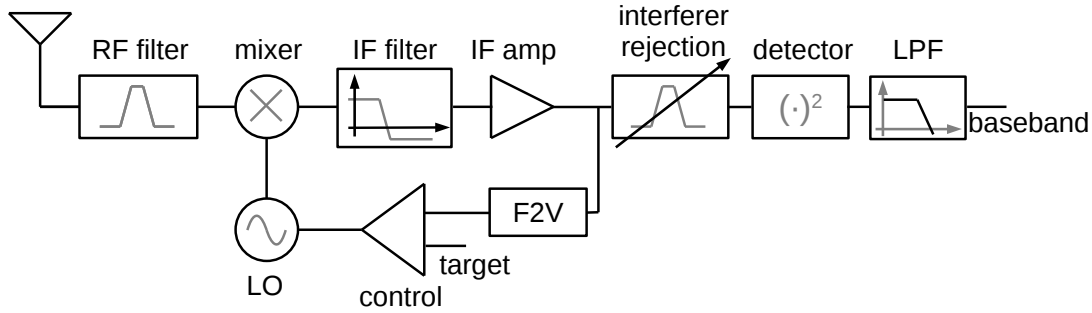 interferer
rejection
RF filter
mixer
IF filter
IF amp
detector
LPF
(·)²
baseband
F2V
target
LO
control